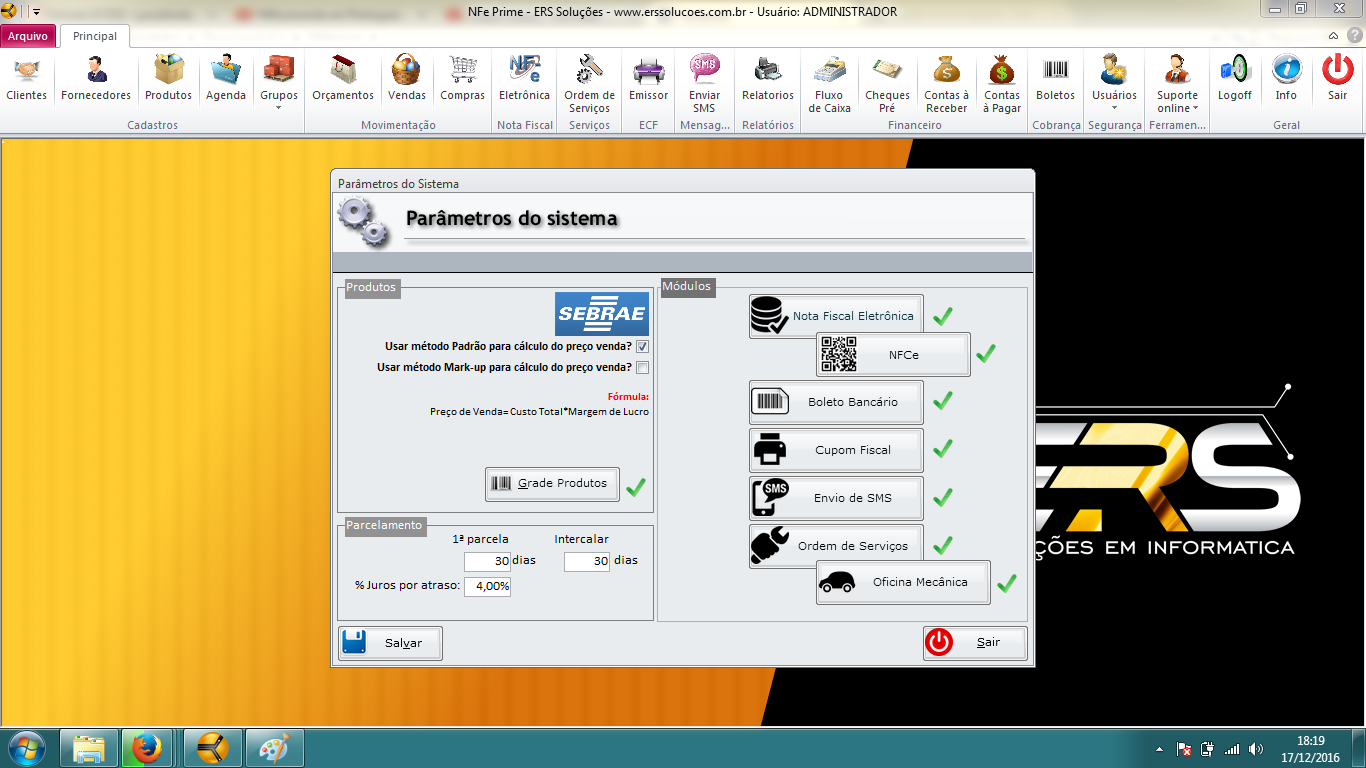 NFe Prime - ERS Soluções - www.erssolucoes.com.br - Usuário: ADMINISTRADOR
Arquivo Principal
Clientes Fornecedores Produtos Agenda Grupos Orçamentos Vendas Compras Eletrônica Ordem de Serviços Emissor Enviar SMS Relatorios Fluxo de Caixa Cheques Pré Contas à Receber Contas à Pagar Boletos Usuários Suporte online Logoff Info Sair
Cadastros Movimentação Nota Fiscal Serviços ECF Mensag... Relatórios Financeiro Cobrança Segurança Ferramen... Geral
Parâmetros do Sistema
Parâmetros do sistema
Produtos
SEBRAE
Usar método Padrão para cálculo do preço venda?
Usar método Mark-up para cálculo do preço venda?
Fórmula:
Preço de Venda= Custo Total*Margem de Lucro
Grade Produtos
Parcelamento
1ª parcela Intercalar
30 dias 30 dias
% Juros por atraso: 4,00%
Salvar
Módulos
Nota Fiscal Eletrônica
NFCe
Boleto Bancário
Cupom Fiscal
SMS Envio de SMS
Ordem de Serviços
Oficina Mecânica
Sair
ERS
ÇÕES EM INFORMATICA
18:19
17/12/2016